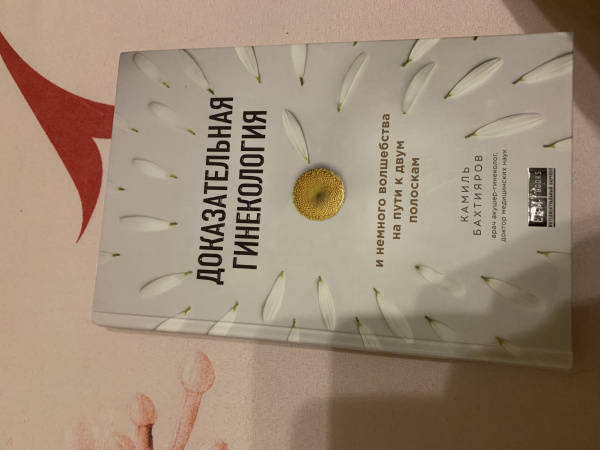 ДОКАЗАТЕЛЬНАЯ
ГИНЕКОЛОГИЯ
И НЕМНОГО ВОЛШЕБСТВА
НА ПУТИ К ДВУМ
ПОЛОСКАМ
КАМИЛЬ
БАХТИЯРОВ
врач акушер-гинеколог,
доктор медицинских наук